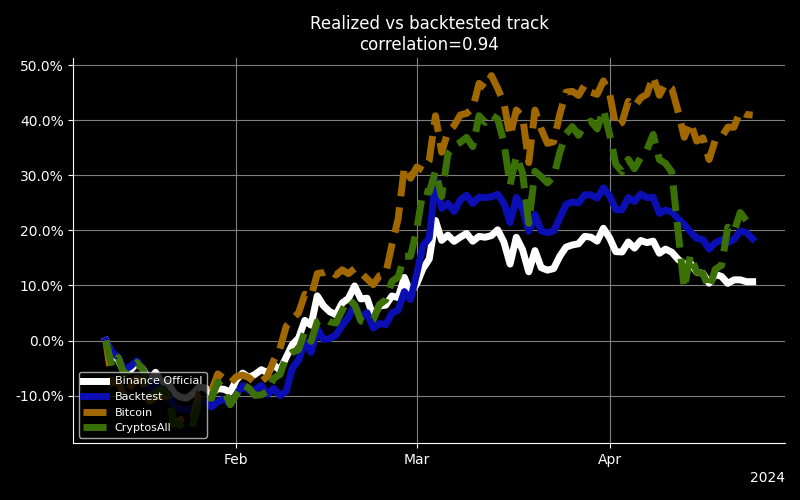 Realized vs backtested track
correlation=0.94
50.0%
40.0%
30.0%
20.0%
10.0%
0.0%
-10.0%
Binance Official
Backtest
Bitcoin
CryptosAll
Feb
Mar
Apr
2024